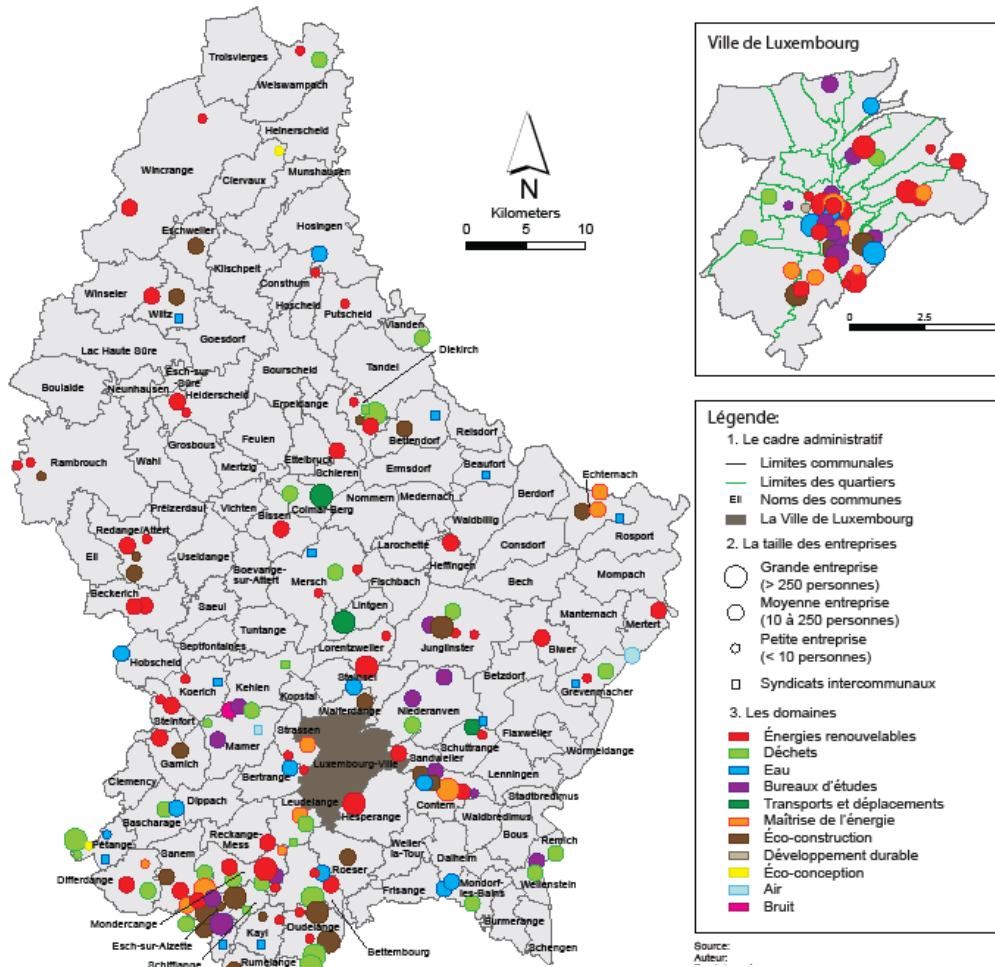 Troisvierges
Weiswampach
Heinerscheid
Wincrange
Clervaux
Munshausen
Eschweiler
Hosingen
Klischpelt
Consthum
Winseler
Hoscheid
Putscheid
Wiltz
Vianden
Goesdorf
Diekirch
Lac Haute Sûre
Tandel
Bourscheid
Boulaide
Neunhausen
Esch-sur
-Sûre
Heiderscheid
Erpeldange
Reisdorf
Grosbous
Feulen
Bettendorf
Rambrouch
Wahl
Mertzig
Ettelbruck
Schieren
Ermsdorf
Beaufort
Echternach
Préizerdaul
Vichten
Bissen
Colmar-Berg
Nommern
Medernach
Berdorf
Waldbillig
Rosport
Redange/Attert
Ell
Useldange
Larochette
Heffingen
Consdorf
Boevange-
sur-Attert
Mersch
Fischbach
Bech
Mompach
Beckerich
Saeul
Lintgen
Manternach
Mertert
Tuntange
Lorentzweiler
Junglinster
Biwer
Septfontaines
Hobscheid
Steinsel
Betzdorf
Koerich
Kehlen
Kopstal
Walferdange
Niederanven
Grevenmacher
Steinfort
Strassen
Schuttrange
Flaxweiler
Mamer
Garnich
Luxembourg-Ville
Sandweiler
Wormeldange
Bertrange
Lenningen
Clemency
Contern
Stadtbredimus
Dippach
Leudelange
Hesperange
Waldbredimus
Bascharage
Bous
Reckange-
Mess
Weiler
-la-Tour
Remich
Pétange
Roeser
Dalheim
Sanem
Wellenstein
Differdange
Frisange
Mondorf
-les-Bains
Mondercange
Burmerange
Esch-sur-Alzette
Kayl
Dudelange
Bettembourg
Schengen
Schifflange
Rumelange
N
Kilometers
0 5 10
Ville de Luxembourg
0 2.5
Légende:
1. Le cadre administratif
Limites communales
Limites des quartiers
Ell Noms des communes
La Ville de Luxembourg
2. La taille des entreprises
Grande entreprise
(> 250 personnes)
Moyenne entreprise
(10 à 250 personnes)
Petite entreprise
(< 10 personnes)
Syndicats intercommunaux
3. Les domaines
Énergies renouvelables
Déchets
Eau
Bureaux d'études
Transports et déplacements
Maîtrise de l'énergie
Éco-construction
Développement durable
Éco-conception
Air
Bruit
Source:
Auteur: